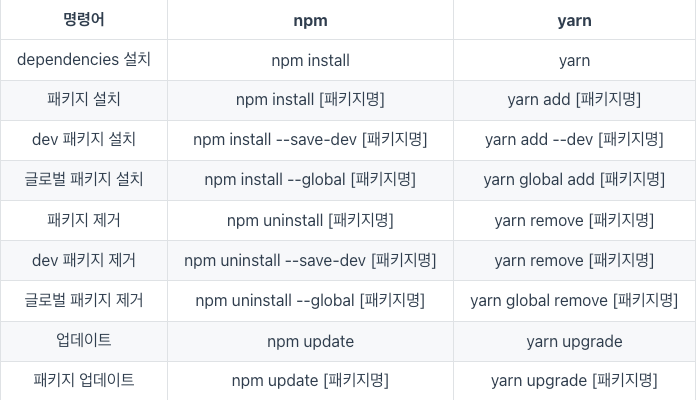 명령어 npm yarn
dependencies 설치 npm install yarn
패키지 설치 npm install [패키지명] yarn add [패키지명]
dev 패키지 설치 npm install --save-dev [패키지명] yarn add --dev [패키지명]
글로벌 패키지 설치 npm install --global [패키지명] yarn global add [패키지명]
패키지 제거 npm uninstall [패키지명] yarn remove [패키지명]
dev 패키지 제거 npm uninstall --save-dev [패키지명] yarn remove [패키지명]
글로벌 패키지 제거 npm uninstall --global [패키지명] yarn global remove [패키지명]
업데이트 npm update yarn upgrade
패키지 업데이트 npm update [패키지명] yarn upgrade [패키지명]